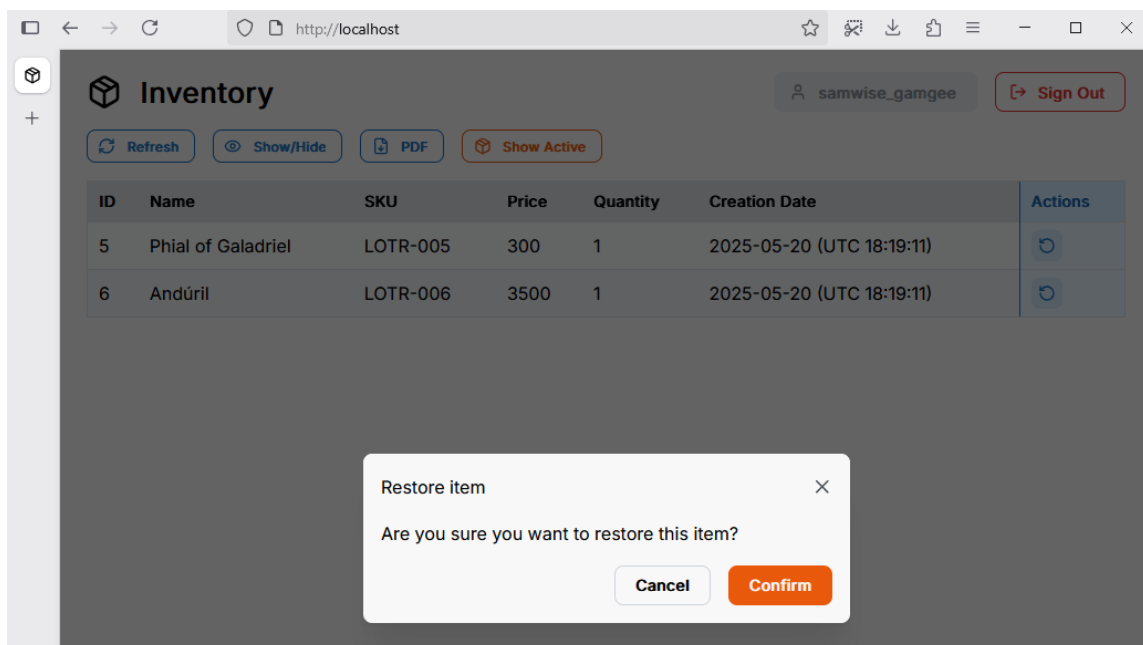 http://localhost
Inventory
samwise_gamgee
Sign Out
Refresh
Show/Hide
PDF
Show Active
ID Name SKU Price Quantity Creation Date Actions
5 Phial of Galadriel LOTR-005 300 1 2025-05-20 (UTC 18:19:11)
6 Andúril LOTR-006 3500 1 2025-05-20 (UTC 18:19:11)
Restore item
Are you sure you want to restore this item?
Cancel Confirm